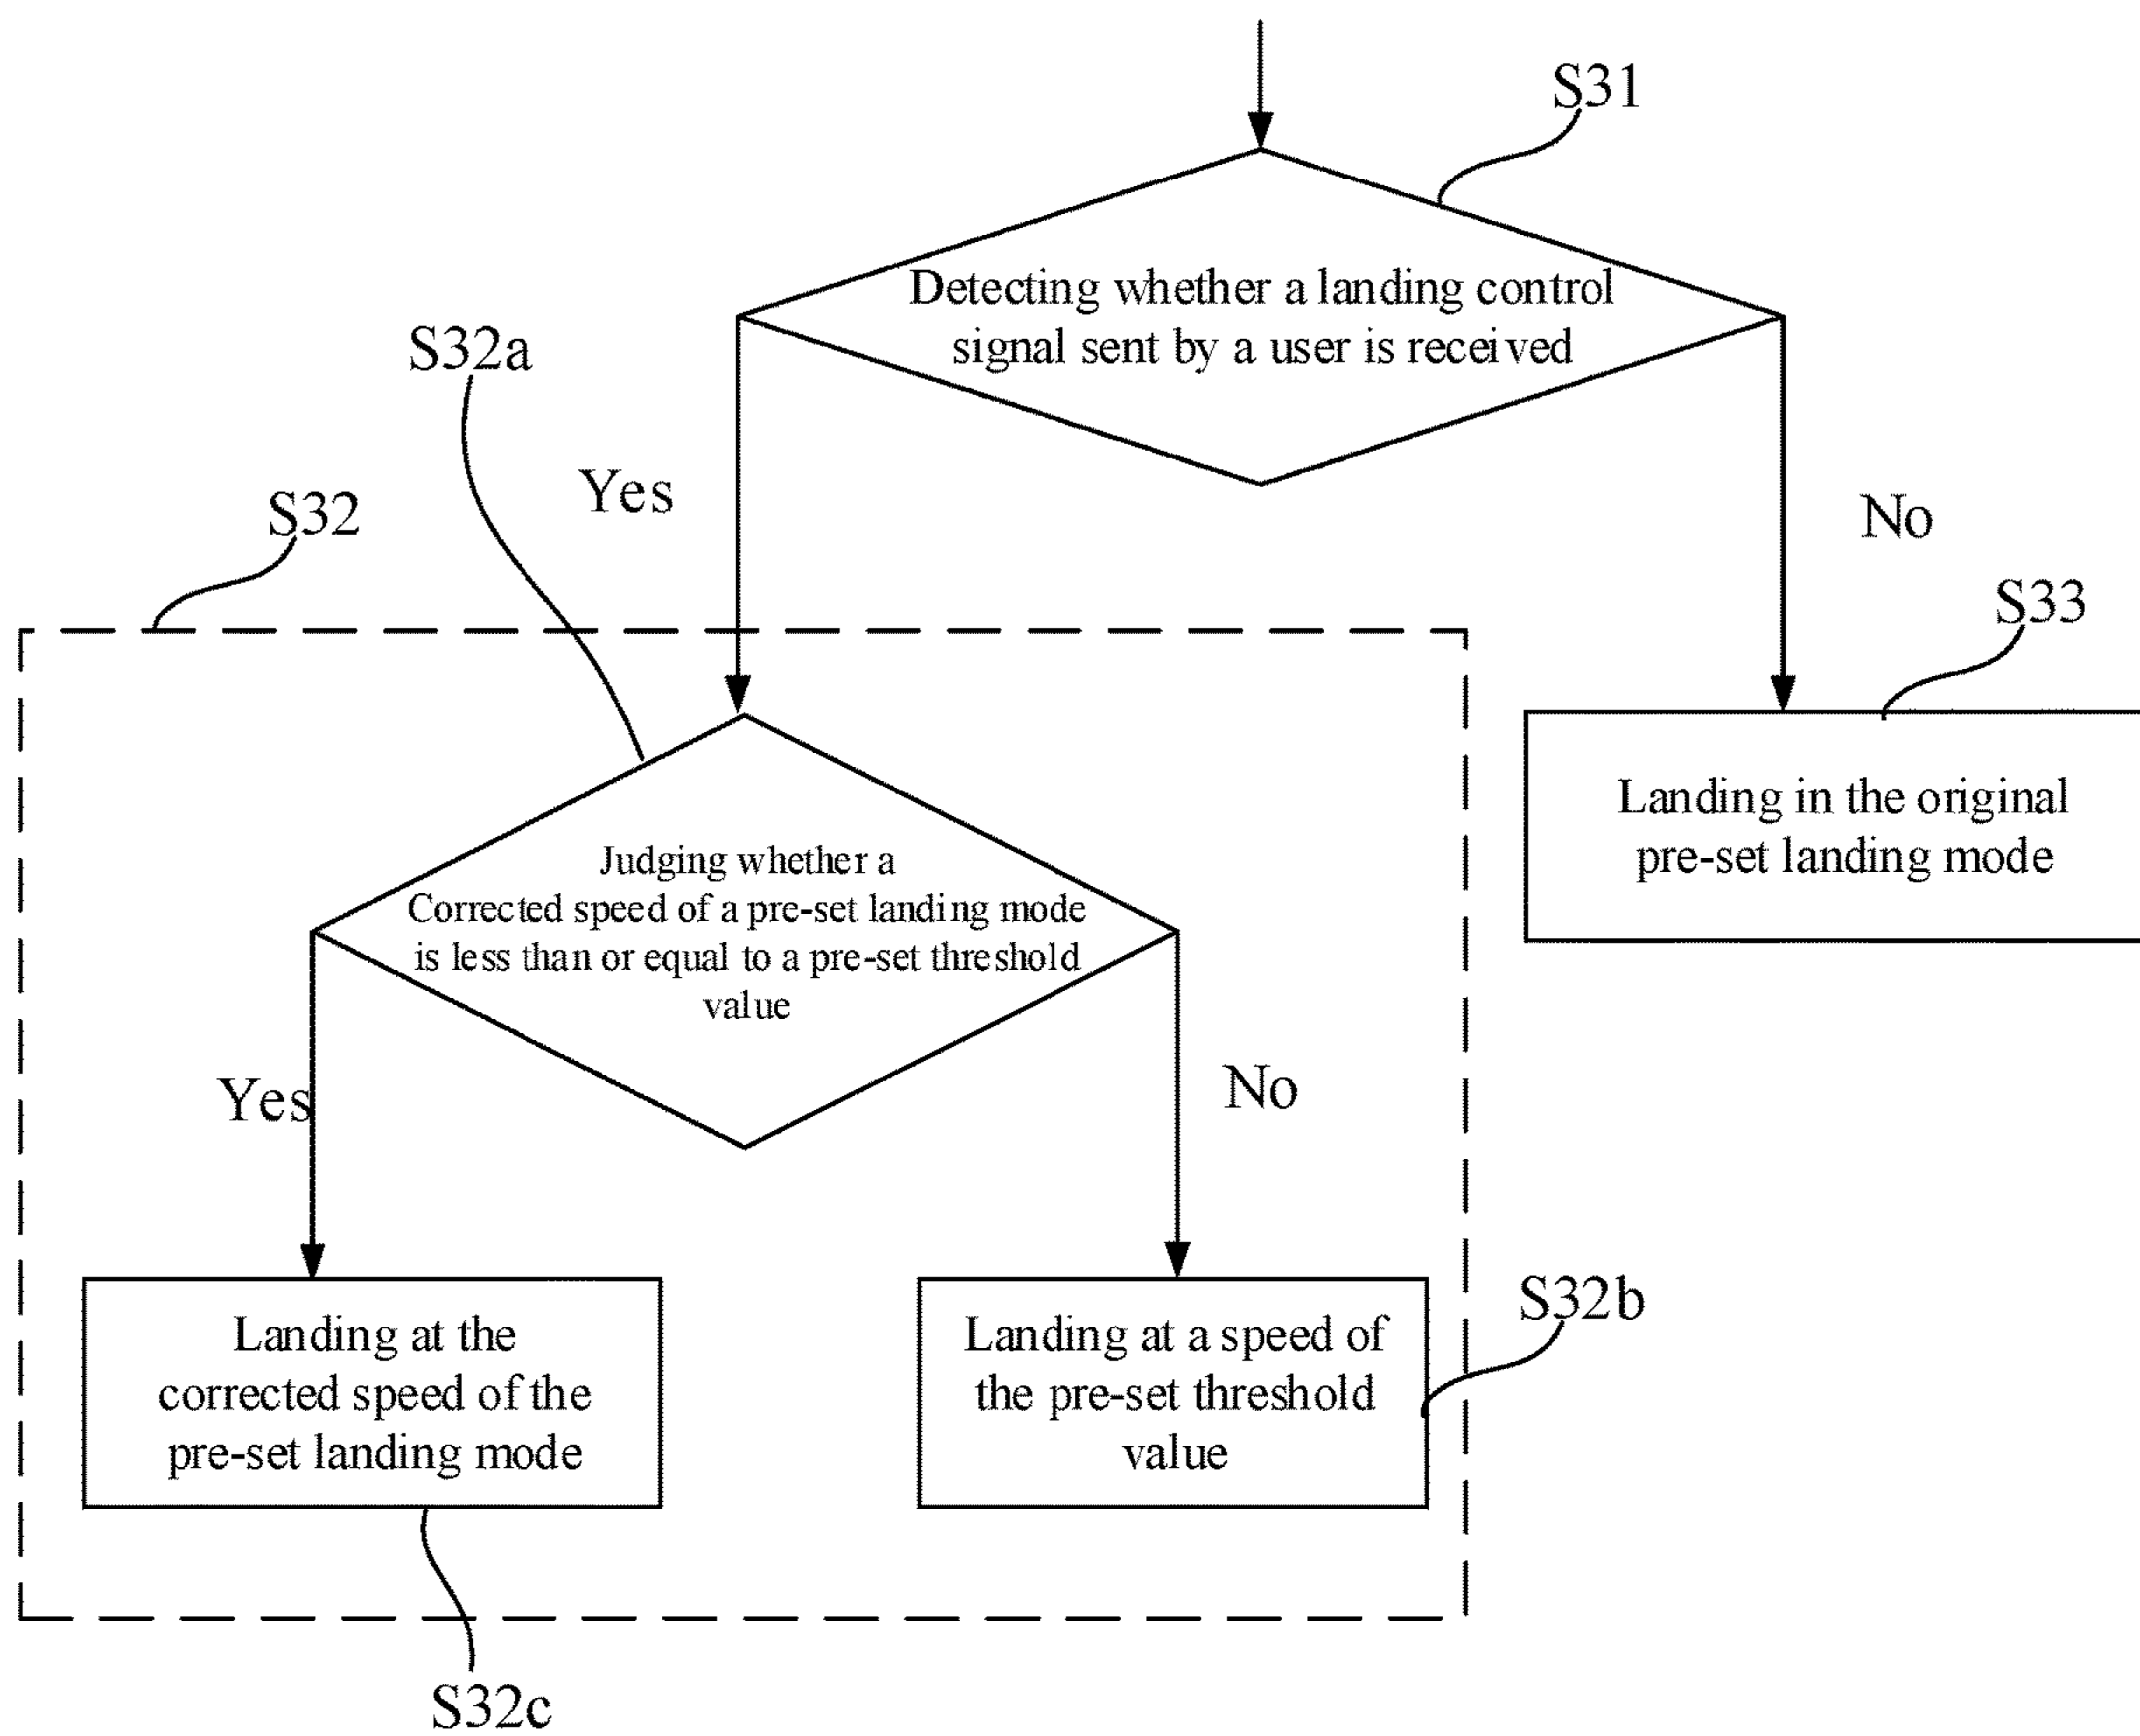 S31
Detecting whether a landing control
signal sent by a user is received
S32a
Yes
No
S32
S33
Landing in the original
pre-set landing mode
Judging whether a
Corrected speed of a pre-set landing mode
is less than or equal to a pre-set threshold
value
Yes
No
Landing at the
corrected speed of the
pre-set landing mode
Landing at a speed of
the pre-set threshold
value
S32b
S32c